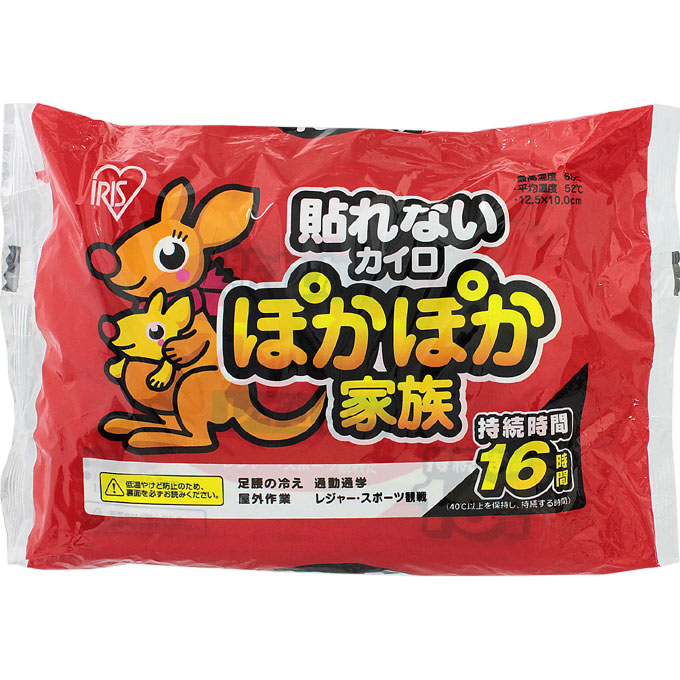 IRIS
最高温度
・平均温度 52℃
・12.5×10.0cm
貼れない
カイロ
ぽかぽか
家族
持続時間
16時間
(40℃以上を保持し、持続する時間)
低温やけど防止のため、
裏面を必ずお読みください。
足腰の冷え 通勤通学
屋外作業 レジャー・スポーツ観戦